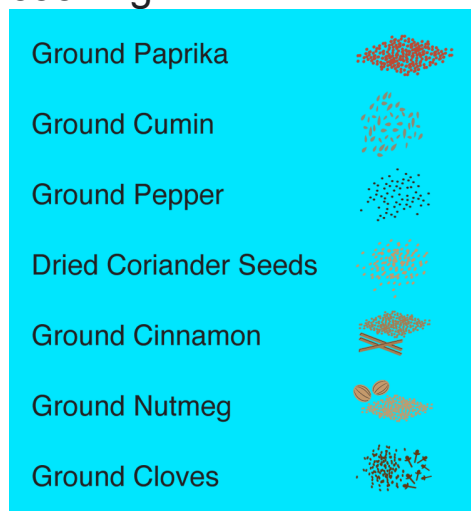 Ground Paprika
Ground Cumin
Ground Pepper
Dried Coriander Seeds
Ground Cinnamon
Ground Nutmeg
Ground Cloves